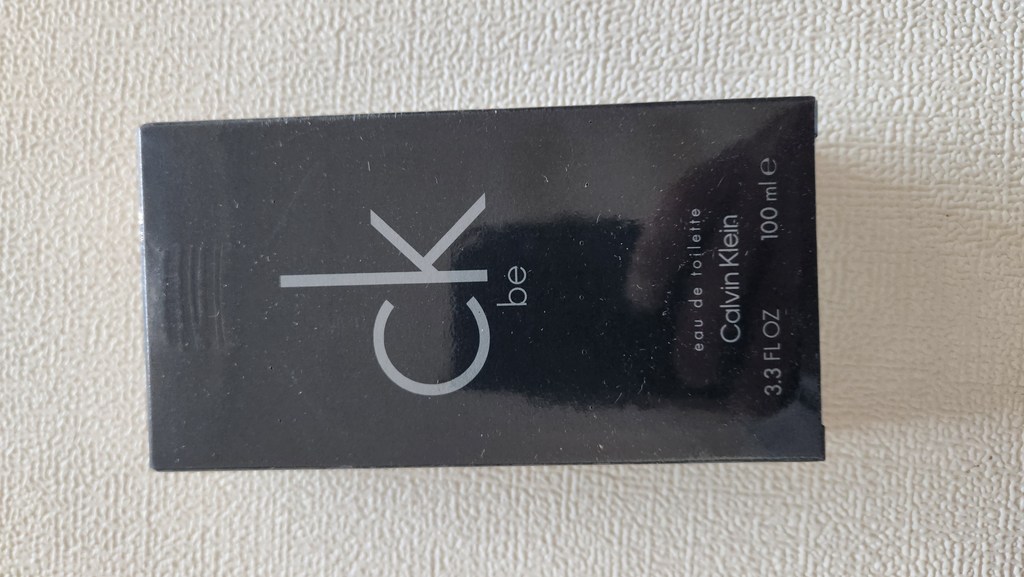 ck
be
eau de toilette
Calvin Klein
3.3 FL OZ 100 ml e